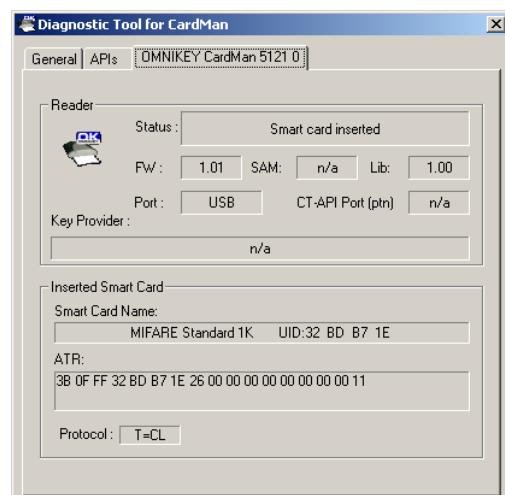 Diagnostic Tool for CardMan
General APIs OMNIKEY CardMan 5121 0
Reader
OK
Status : Smart card inserted
FW : 1.01 SAM: n/a Lib: 1.00
Port : USB CT-API Port (ptn) n/a
Key Provider :
n/a
Inserted Smart Card
Smart Card Name:
MIFARE Standard 1K UID:32 BD B7 1E
ATR:
3B 0F FF 32 BD B7 1E 26 00 00 00 00 00 00 00 00 11
Protocol : T=CL